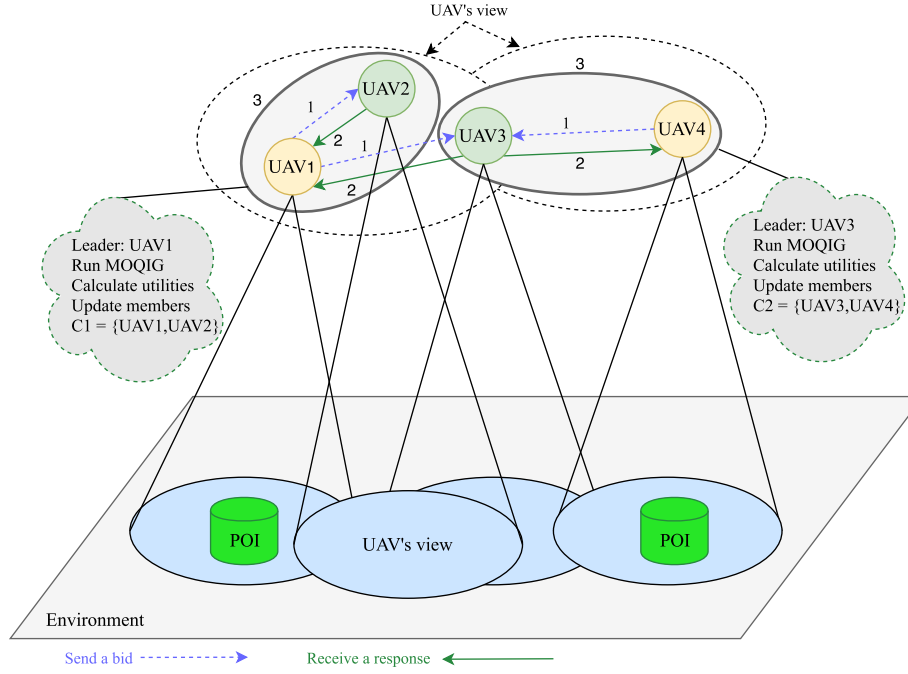 UAV's view
3
3
UAV2
1
1
UAV3
UAV4
2
1
UAV1
2
2
Leader: UAV1
Run MOQIG
Calculate utilities
Update members
C1 = {UAV1,UAV2}
Leader: UAV3
Run MOQIG
Calculate utilities
Update members
C2 = {UAV3,UAV4}
POI
UAV's view
POI
Environment
Send a bid
Receive a response